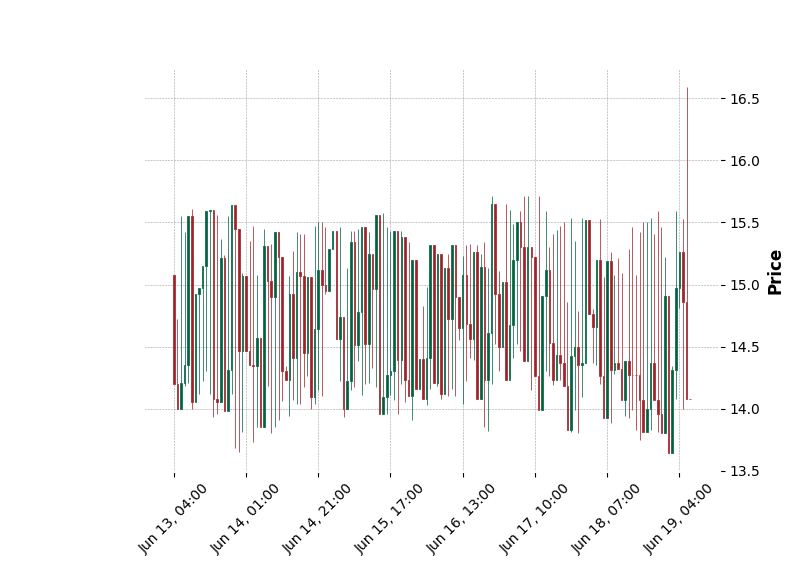 16.5
16.0
15.5
15.0
14.5
14.0
13.5
Price
Jun 13, 04:00
Jun 14, 01:00
Jun 14, 21:00
Jun 15, 17:00
Jun 16, 13:00
Jun 17, 10:00
Jun 18, 07:00
Jun 19, 04:00